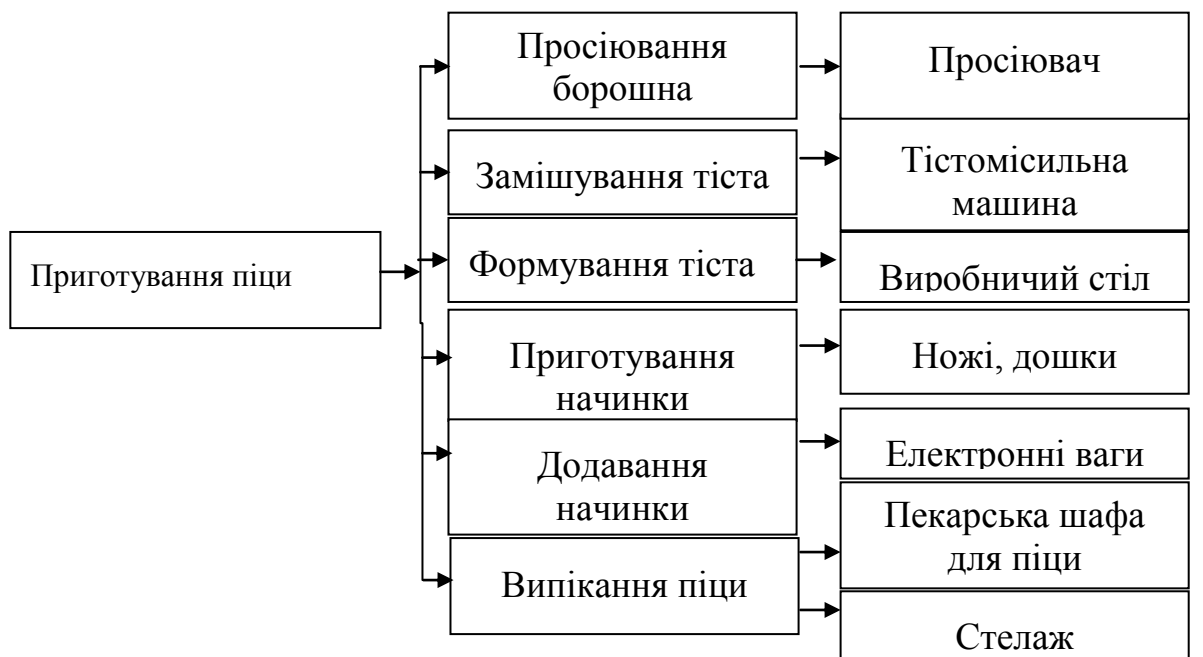 Просіювання
борошна
Просіювач
Замішування тіста
Тістомісильна
машина
Приготування піци
Формування тіста
Виробничий стіл
Приготування
начинки
Ножі, дошки
Додавання
начинки
Електронні ваги
Випікання піци
Пекарська шафа
для піци
Стелаж